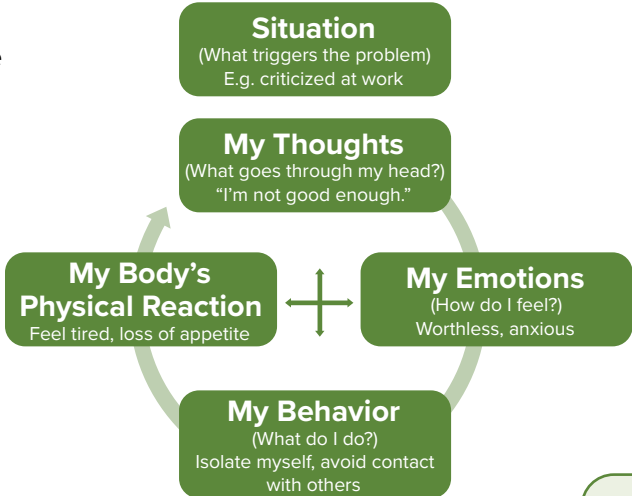 Situation
(What triggers the problem)
E.g. criticized at work
My Thoughts
(What goes through my head?)
“I’m not good enough.”
My Body’s
Physical Reaction
Feel tired, loss of appetite
My Emotions
(How do I feel?)
Worthless, anxious
My Behavior
(What do I do?)
Isolate myself, avoid contact
with others